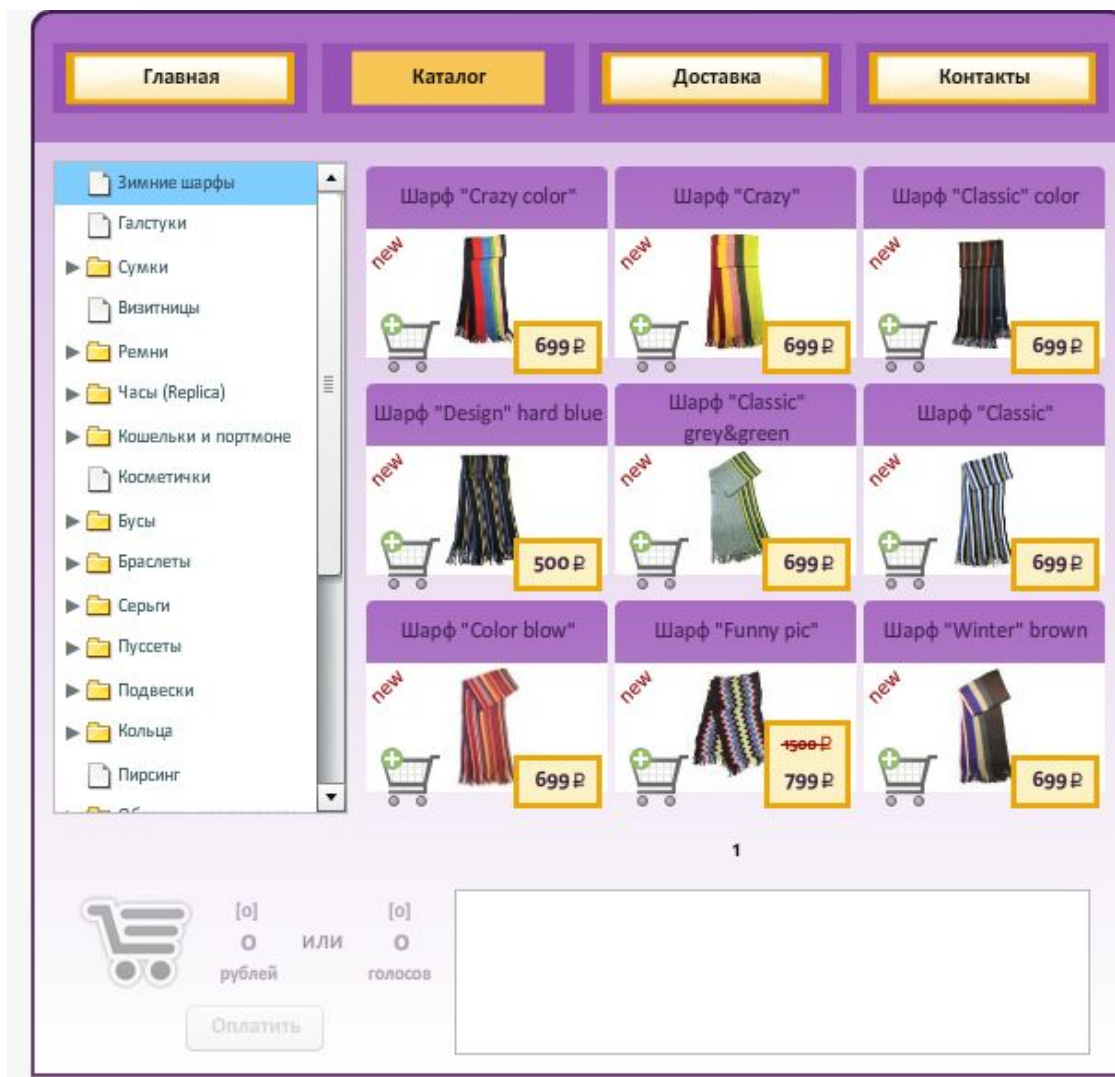 Главная
Каталог
Доставка
Контакты
Зимние шарфы
Галстуки
Сумки
Визитницы
Ремни
Часы (Replica)
Кошельки и портмоне
Косметички
Бусы
Браслеты
Серьги
Пуссеты
Подвески
Кольца
Пирсинг
Шарф "Crazy color"
new
699 ₽
Шарф "Crazy"
new
699 ₽
Шарф "Classic" color
new
699 ₽
Шарф "Design" hard blue
new
500 ₽
Шарф "Classic"
grey&green
new
699 ₽
Шарф "Classic"
new
699 ₽
Шарф "Color blow"
new
699 ₽
Шарф "Funny pic"
new
1500 ₽
799 ₽
Шарф "Winter" brown
new
699 ₽
1
[0]
0
рублей
или
[0]
0
голосов
Оплатить